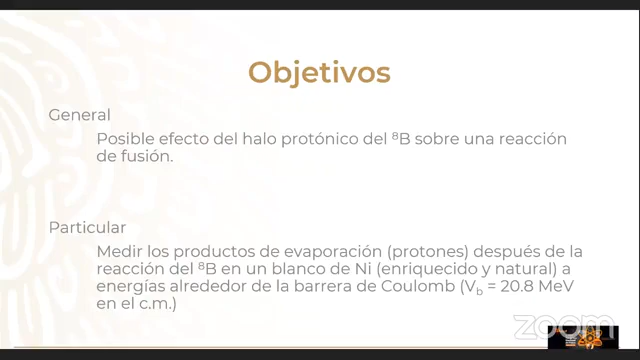 Objetivos
General
Posible efecto del halo protónico del ⁸B sobre una reacción
de fusión.
Particular
Medir los productos de evaporación (protones) después de la
reacción del ⁸B en un blanco de Ni (enriquecido y natural) a
energías alrededor de la barrera de Coulomb (V_b = 20.8 MeV
en el c.m.)
zoom